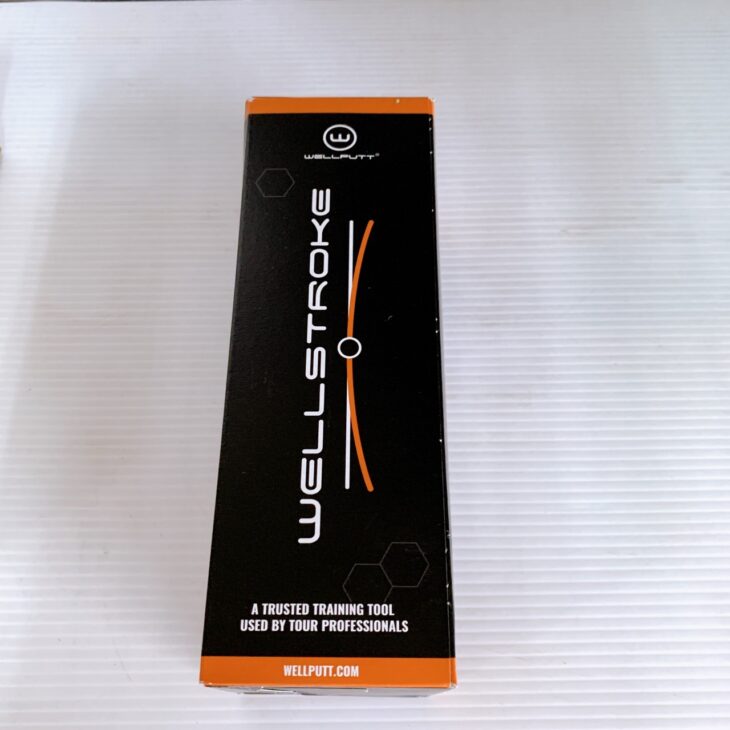 WELLPUTT®
WELLSTROKE
A TRUSTED TRAINING TOOL
USED BY TOUR PROFESSIONALS
WELLPUTT.COM